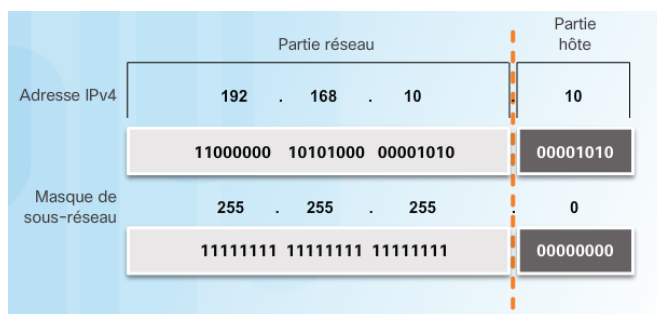 Partie réseau
Partie
hôte
Adresse IPv4
192 . 168 . 10 . 10
11000000 10101000 00001010 00001010
Masque de
sous-réseau
255 . 255 . 255 . 0
11111111 11111111 11111111 00000000